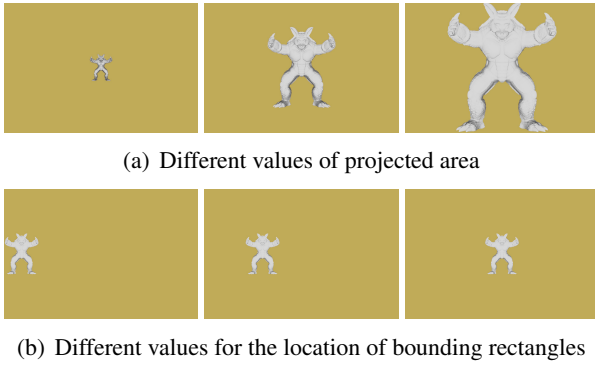 (a) Different values of projected area
(b) Different values for the location of bounding rectangles